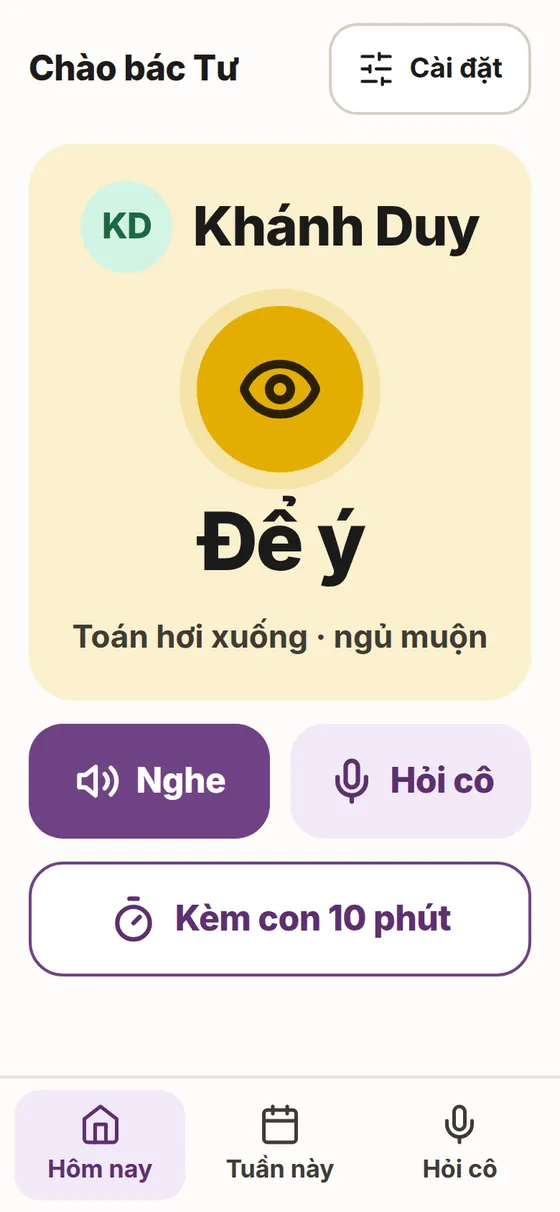 Chào bác Tư
Cài đặt
KD
Khánh Duy
Để ý
Toán hơi xuống · ngủ muộn
Nghe
Hỏi cô
Kèm con 10 phút
Hôm nay
Tuần này
Hỏi cô